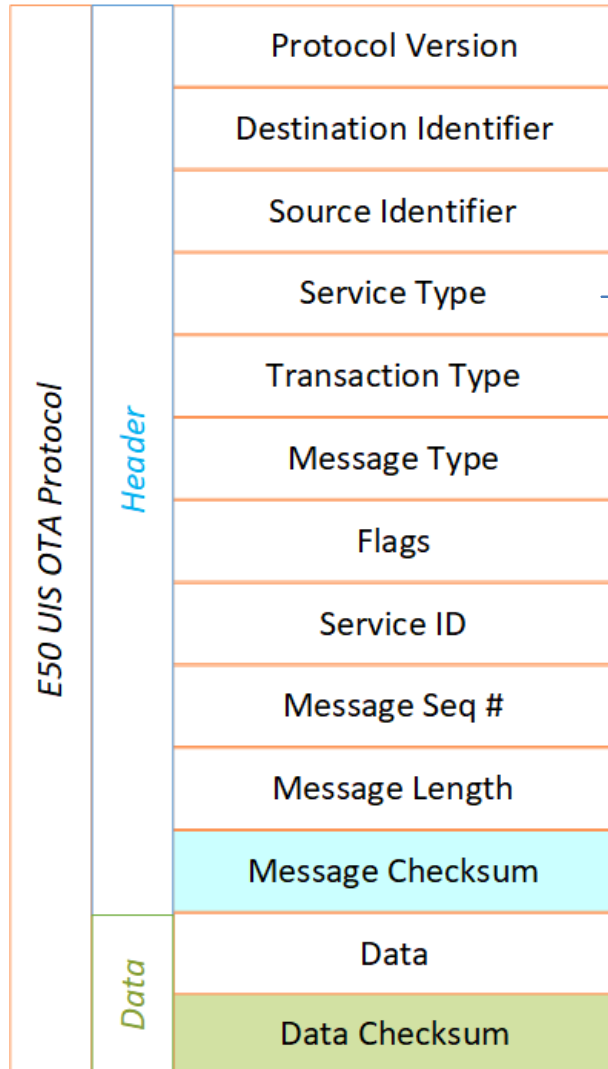 E50 UIS OTA Protocol
Header
Protocol Version
Destination Identifier
Source Identifier
Service Type
Transaction Type
Message Type
Flags
Service ID
Message Seq #
Message Length
Message Checksum
Data
Data
Data Checksum